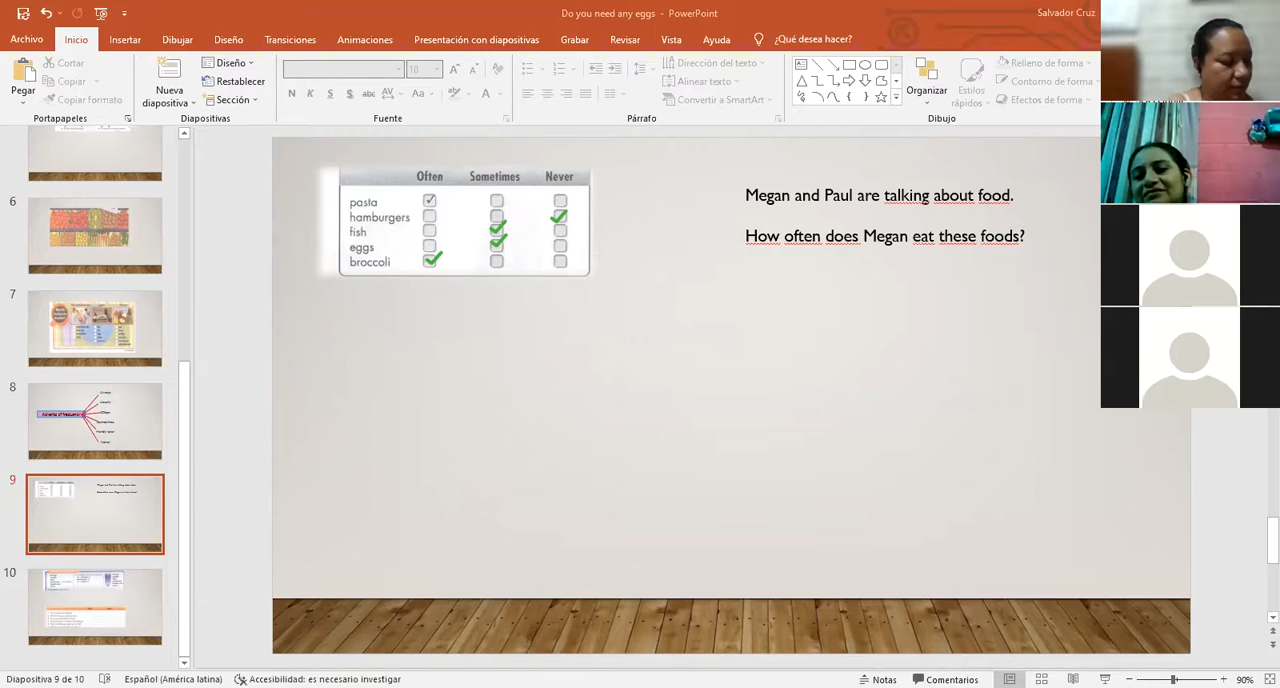 Do you need any eggs - PowerPoint
Salvador Cruz
Archivo Inicio Insertar Dibujar Diseño Transiciones Animaciones Presentación con diapositivas Grabar Revisar Vista Ayuda ¿Qué desea hacer?
Pegar
Cortar
Copiar
Copiar formato
Nueva diapositiva
Diseño
Restablecer
Sección
18
N K S S abc AV Aa A
Dirección del texto
Alinear texto
Convertir a SmartArt
Organizar
Estilos rápidos
Relleno de forma
Contorno de forma
Efectos de forma
Portapapeles Diapositivas Fuente Párrafo Dibujo
6
7
8
9
10
Often Sometimes Never
pasta
hamburgers
fish
eggs
broccoli
Megan and Paul are talking about food.
How often does Megan eat these foods?
Diapositiva 9 de 10 Español (América latina) Accesibilidad: es necesario investigar Notas Comentarios 90%